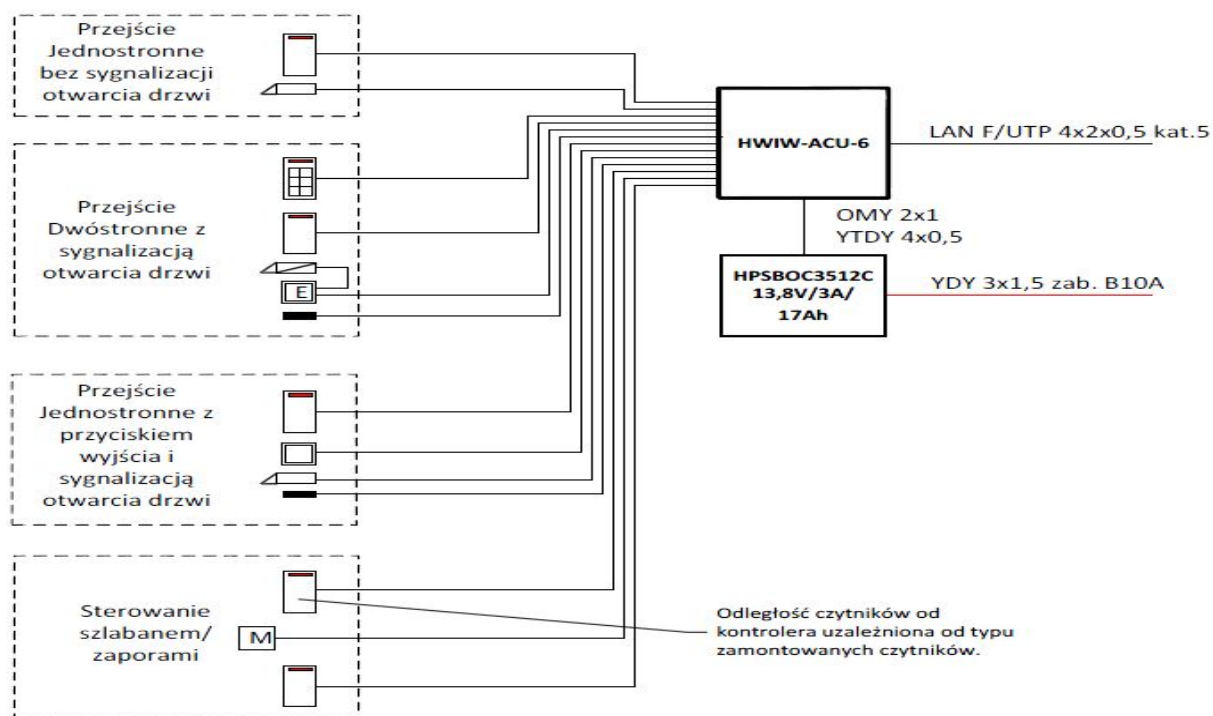 Przejście
Jednostronne
bez sygnalizacji
otwarcia drzwi
HWIW-ACU-6
LAN F/UTP 4x2x0,5 kat.5
Przejście
Dwóstronne z
sygnalizacją
otwarcia drzwi
E
OMY 2x1
YTDY 4x0,5
HPSBOC3512C
13,8V/3A/
17Ah
YDY 3x1,5 zab. B10A
Przejście
Jednostronne z
przyciskiem
wyjścia i
sygnalizacją
otwarcia drzwi
Sterowanie
szlabanem/
zaporami
M
Odległość czytników od
kontrolera uzależniona od typu
zamontowanych czytników.